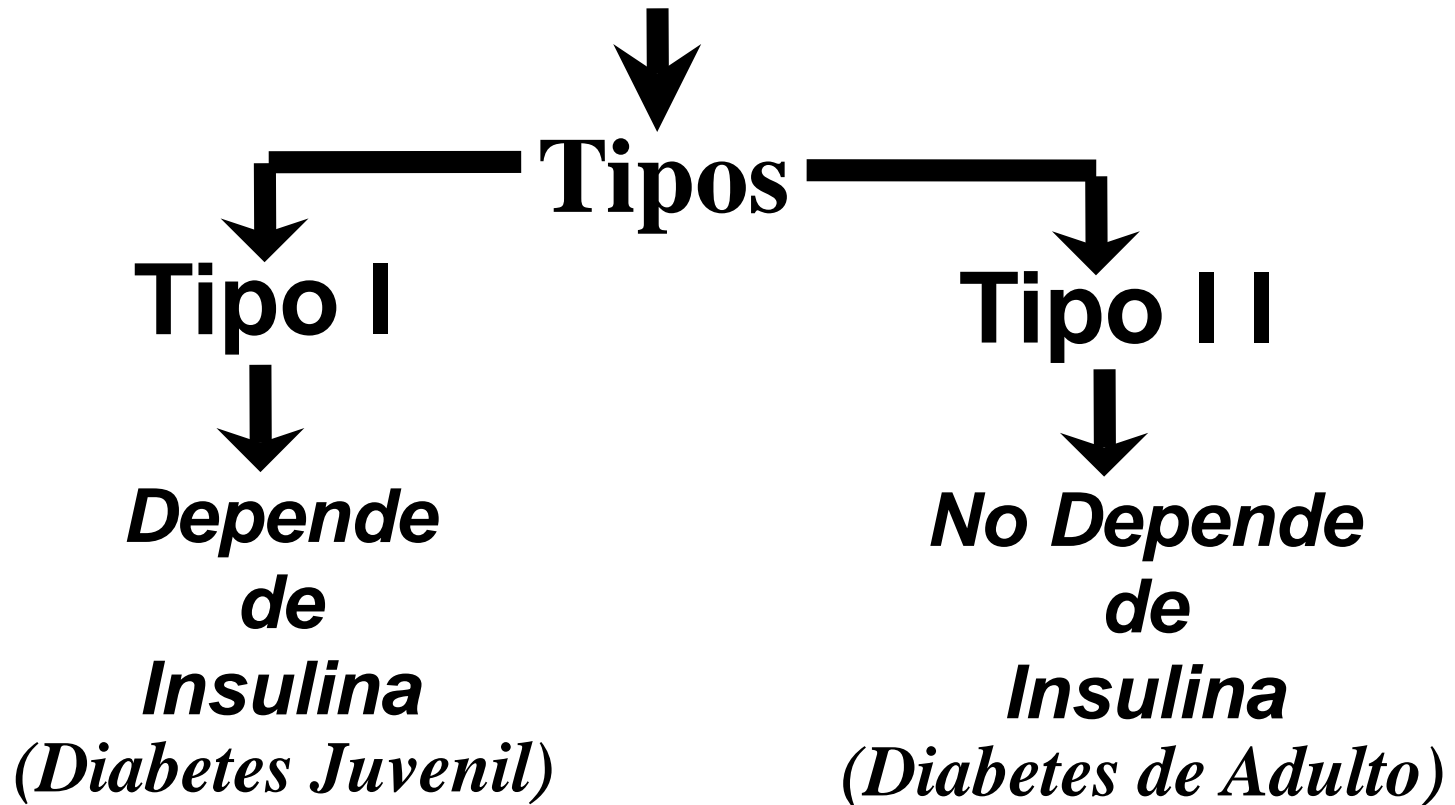 Tipos
Tipo I
Tipo I I
Depende
de
Insulina
(Diabetes Juvenil)
No Depende
de
Insulina
(Diabetes de Adulto)